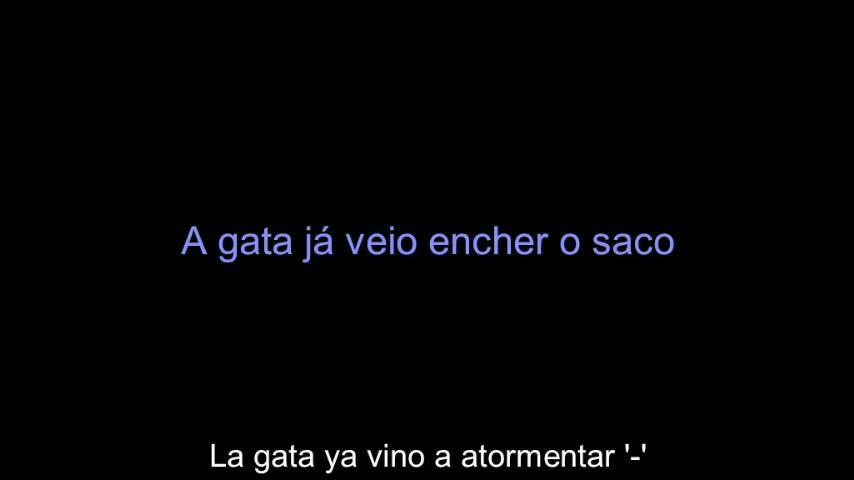 A gata já veio encher o saco
La gata ya vino a atormentar '-'